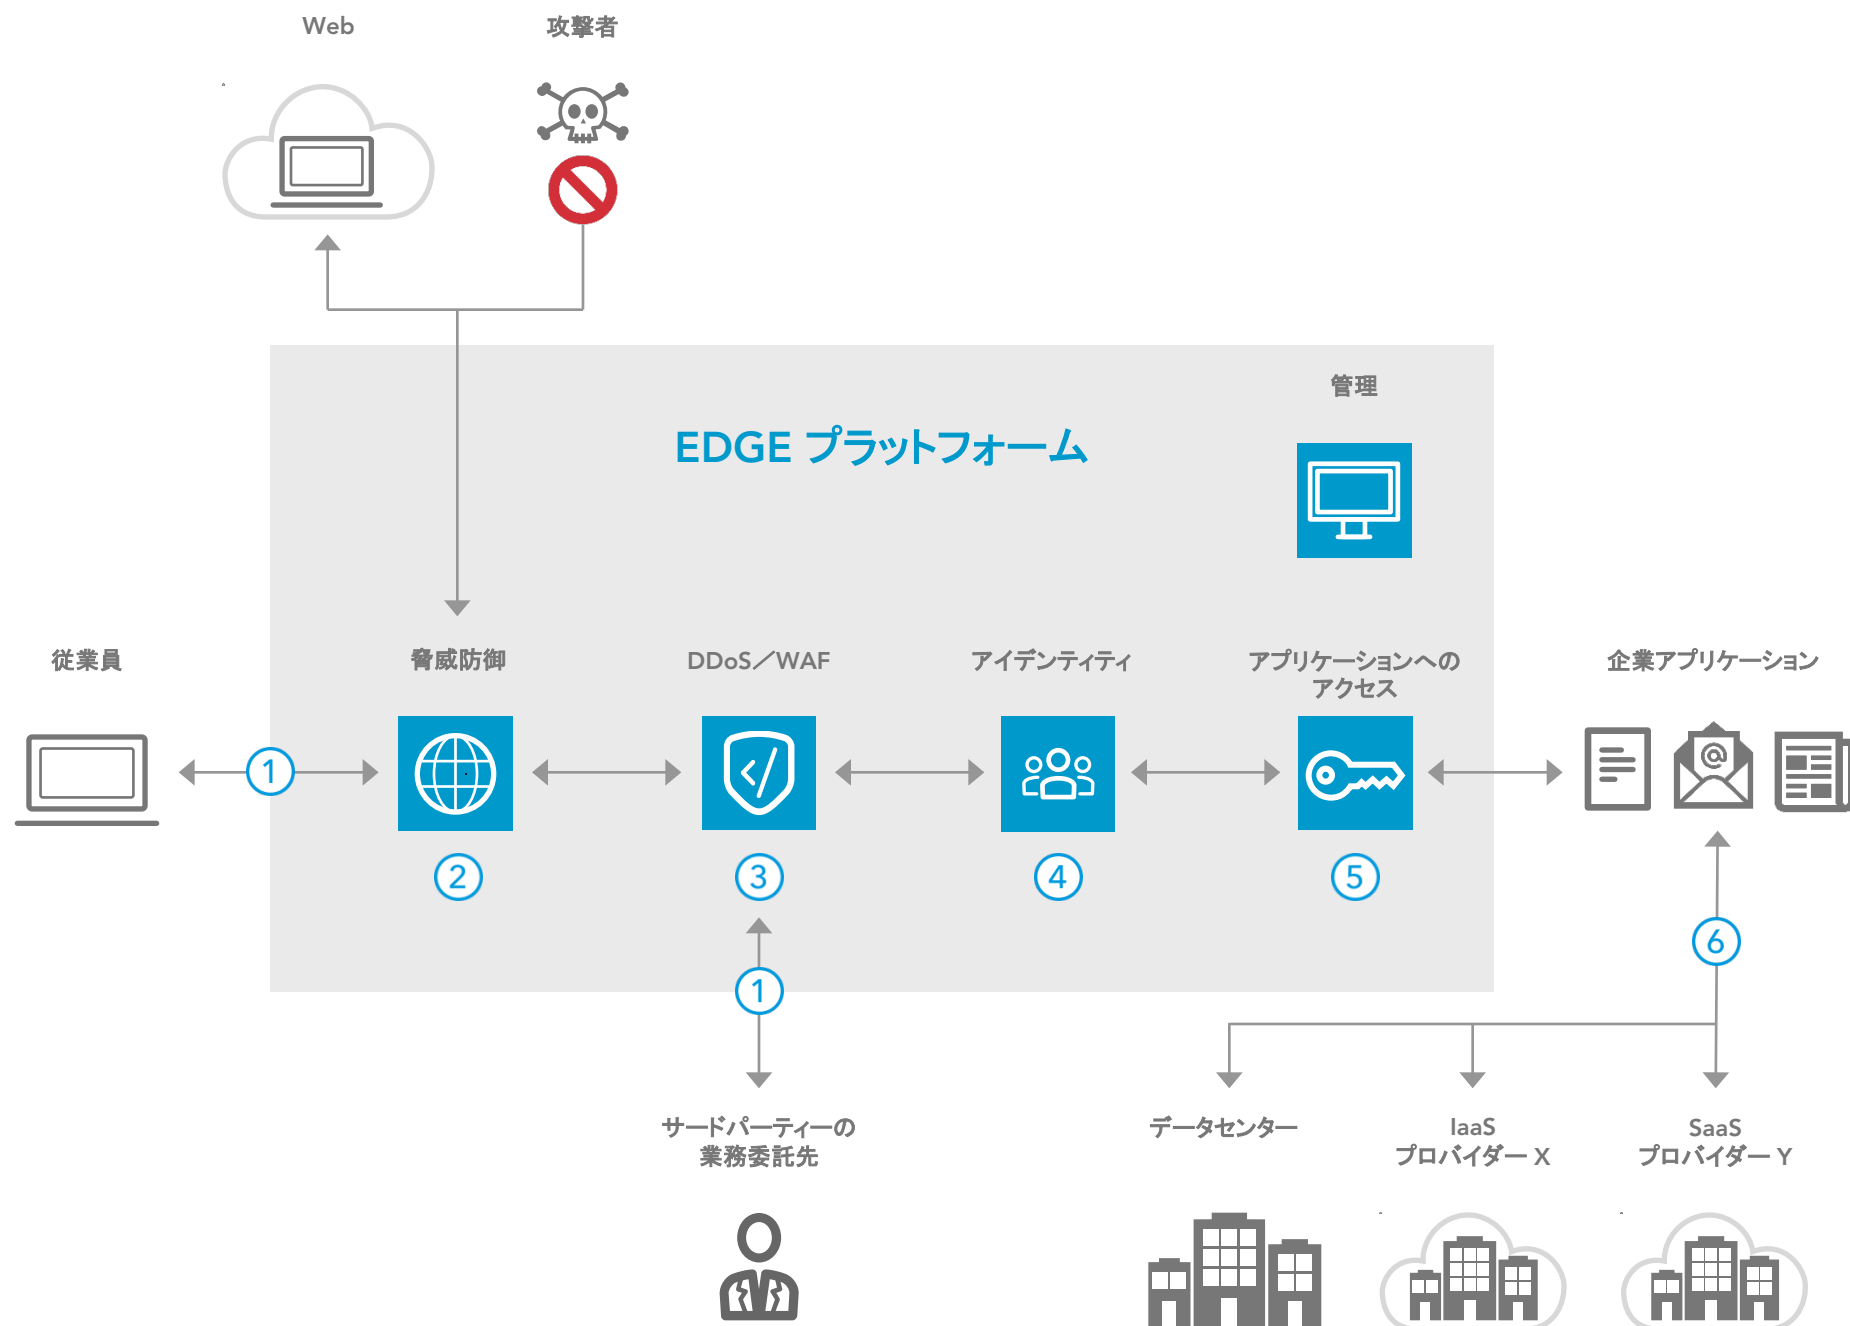 Web
攻撃者
管理
EDGE プラットフォーム
従業員
脅威防御
DDoS／WAF
アイデンティティ
アプリケーションへの
アクセス
企業アプリケーション
@
1
2
3
4
5
6
1
サードパーティーの
業務委託先
データセンター
IaaS
プロバイダー X
SaaS
プロバイダー Y